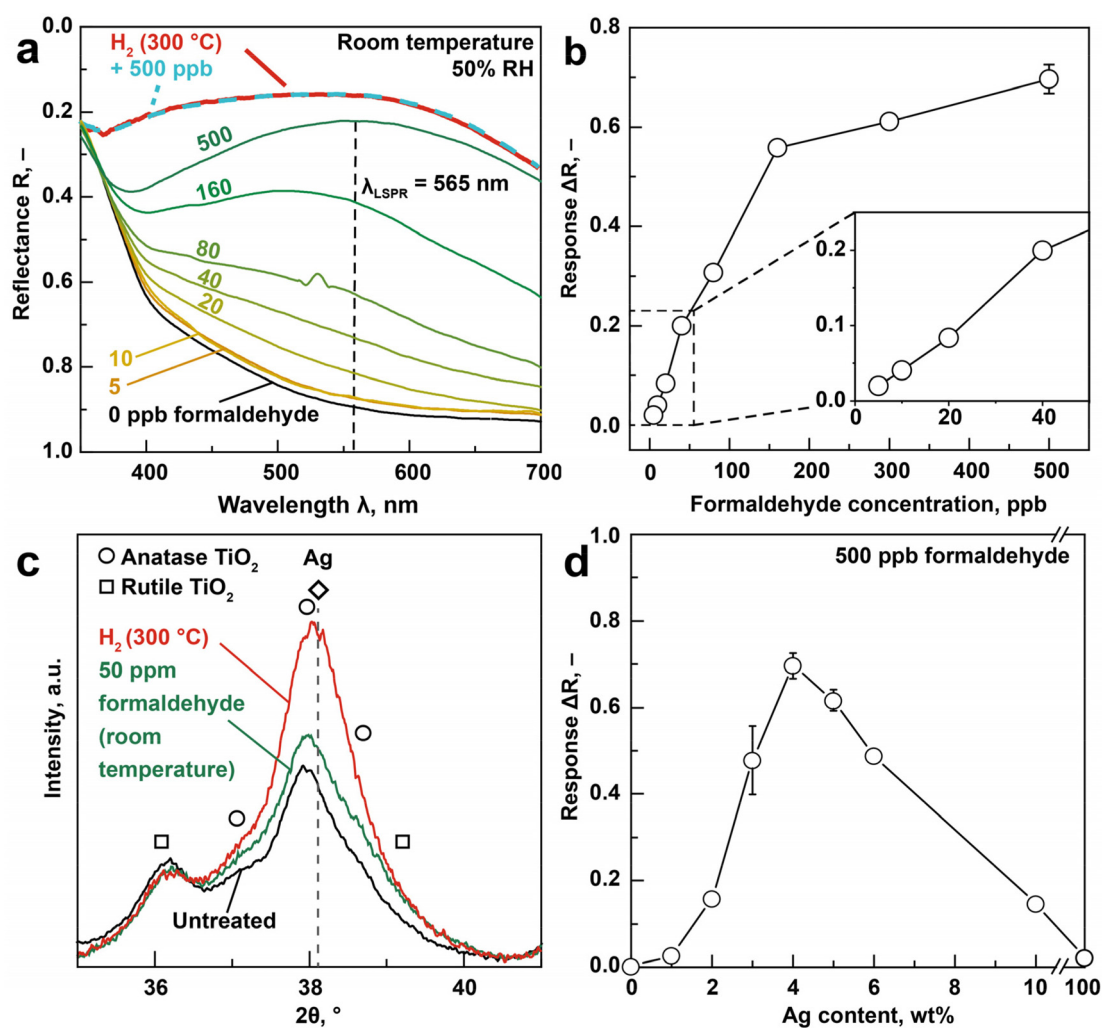 a
H₂ (300 °C)
+ 500 ppb
Room temperature
50% RH
500
160
80
40
20
10
5
0 ppb formaldehyde
λLSPR = 565 nm
0.0
0.2
0.4
0.6
0.8
1.0
Reflectance R, –
400
500
600
700
Wavelength λ, nm
b
0.8
0.6
0.4
0.2
0.0
Response ΔR, –
0
100
200
300
400
500
Formaldehyde concentration, ppb
0.2
0.1
0.0
0
20
40
c
Anatase TiO₂
Rutile TiO₂
Ag
H₂ (300 °C)
50 ppm
formaldehyde
(room
temperature)
Untreated
Intensity, a.u.
36
38
40
2θ, °
d
500 ppb formaldehyde
1.0
0.8
0.6
0.4
0.2
0.0
Response ΔR, –
0
2
4
6
8
10
100
Ag content, wt%